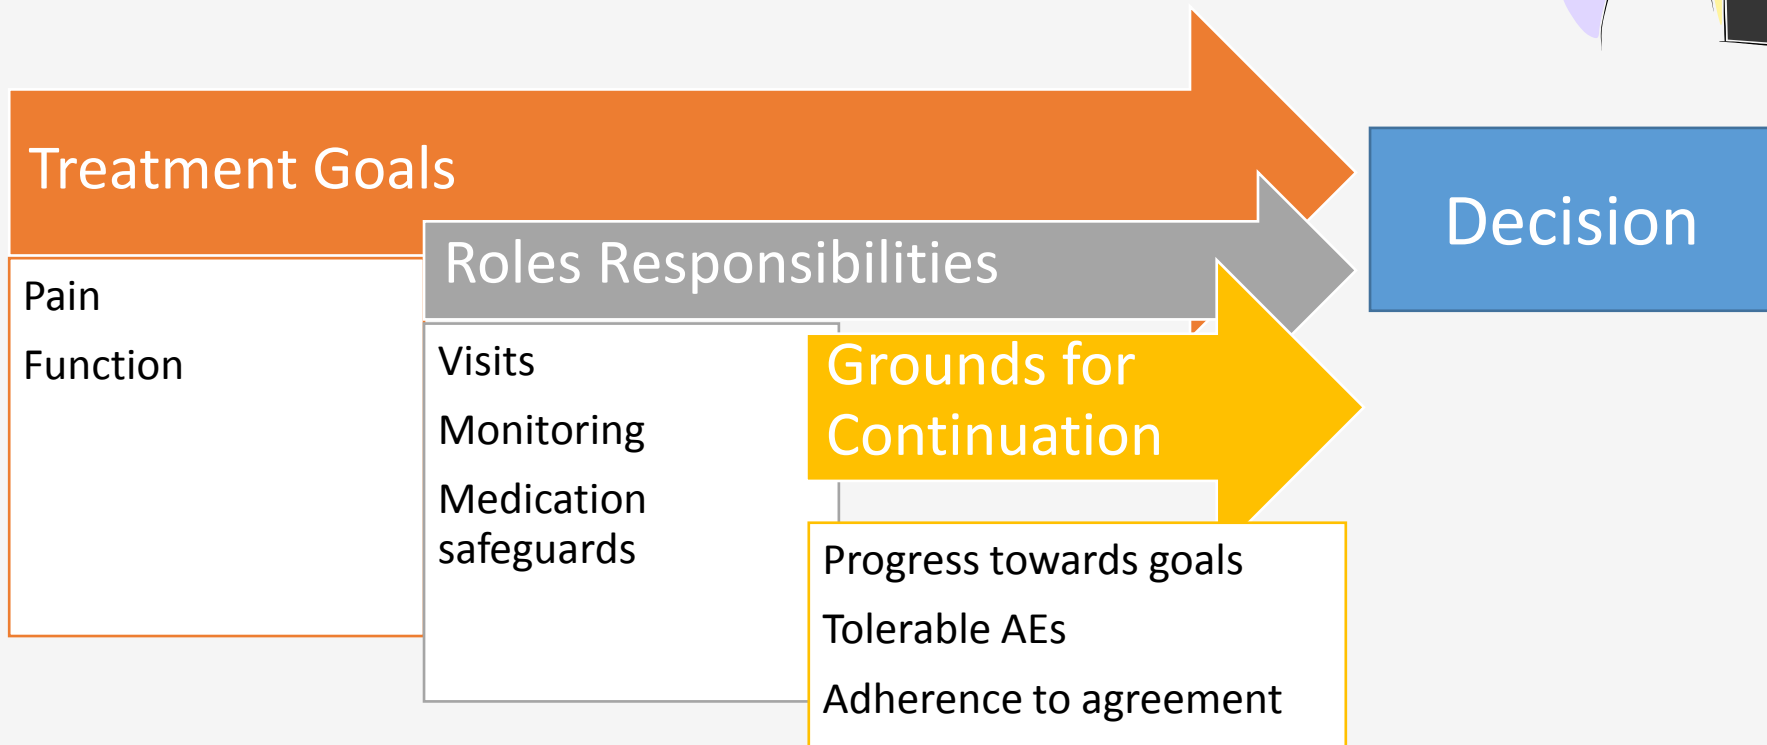 Treatment Goals
Pain
Function
Roles Responsibilities
Visits
Monitoring
Medication
safeguards
Grounds for
Continuation
Progress towards goals
Tolerable AEs
Adherence to agreement
Decision